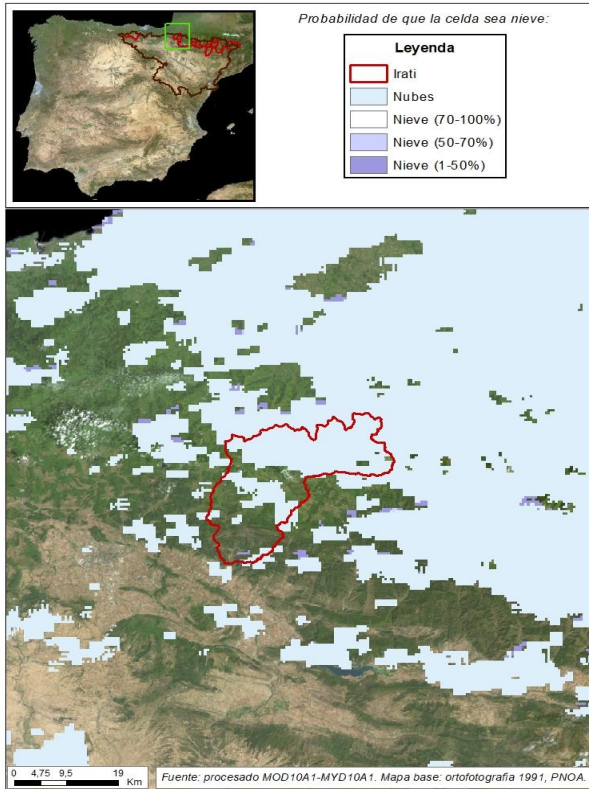 Probabilidad de que la celda sea nieve:
Leyenda
Irati
Nubes
Nieve (70-100%)
Nieve (50-70%)
Nieve (1-50%)
0 4,75 9,5 19
Km
Fuente: procesado MOD10A1-MYD10A1. Mapa base: ortofotografia 1991, PNOA.